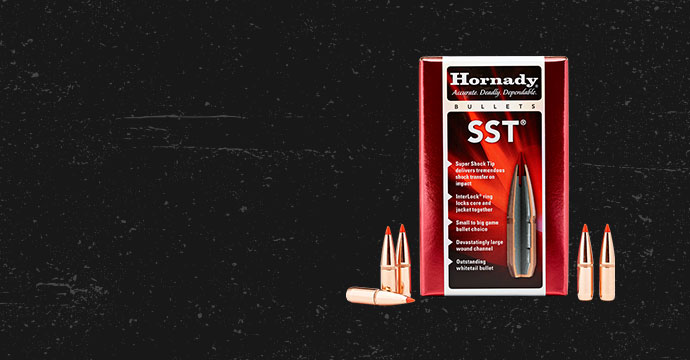 Hornady
Accurate. Deadly. Dependable.
BULLETS
SST®
Super Shock Tip
delivers tremendous
shock transfer on
impact
InterLock® ring
locks core and
jacket together
Small to big game
bullet choice
Devastatingly large
wound channel
Outstanding
whitetail bullet